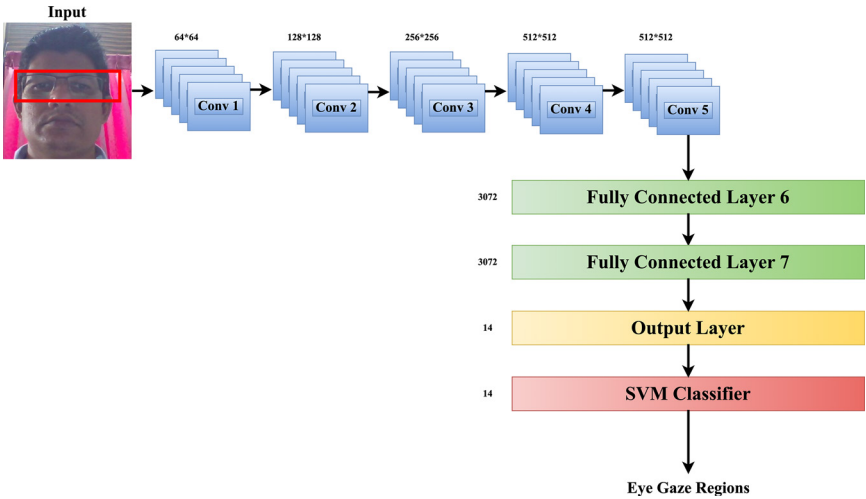 Input
64*64
128*128
256*256
512*512
512*512
Conv 1
Conv 2
Conv 3
Conv 4
Conv 5
3072
Fully Connected Layer 6
3072
Fully Connected Layer 7
14
Output Layer
14
SVM Classifier
Eye Gaze Regions